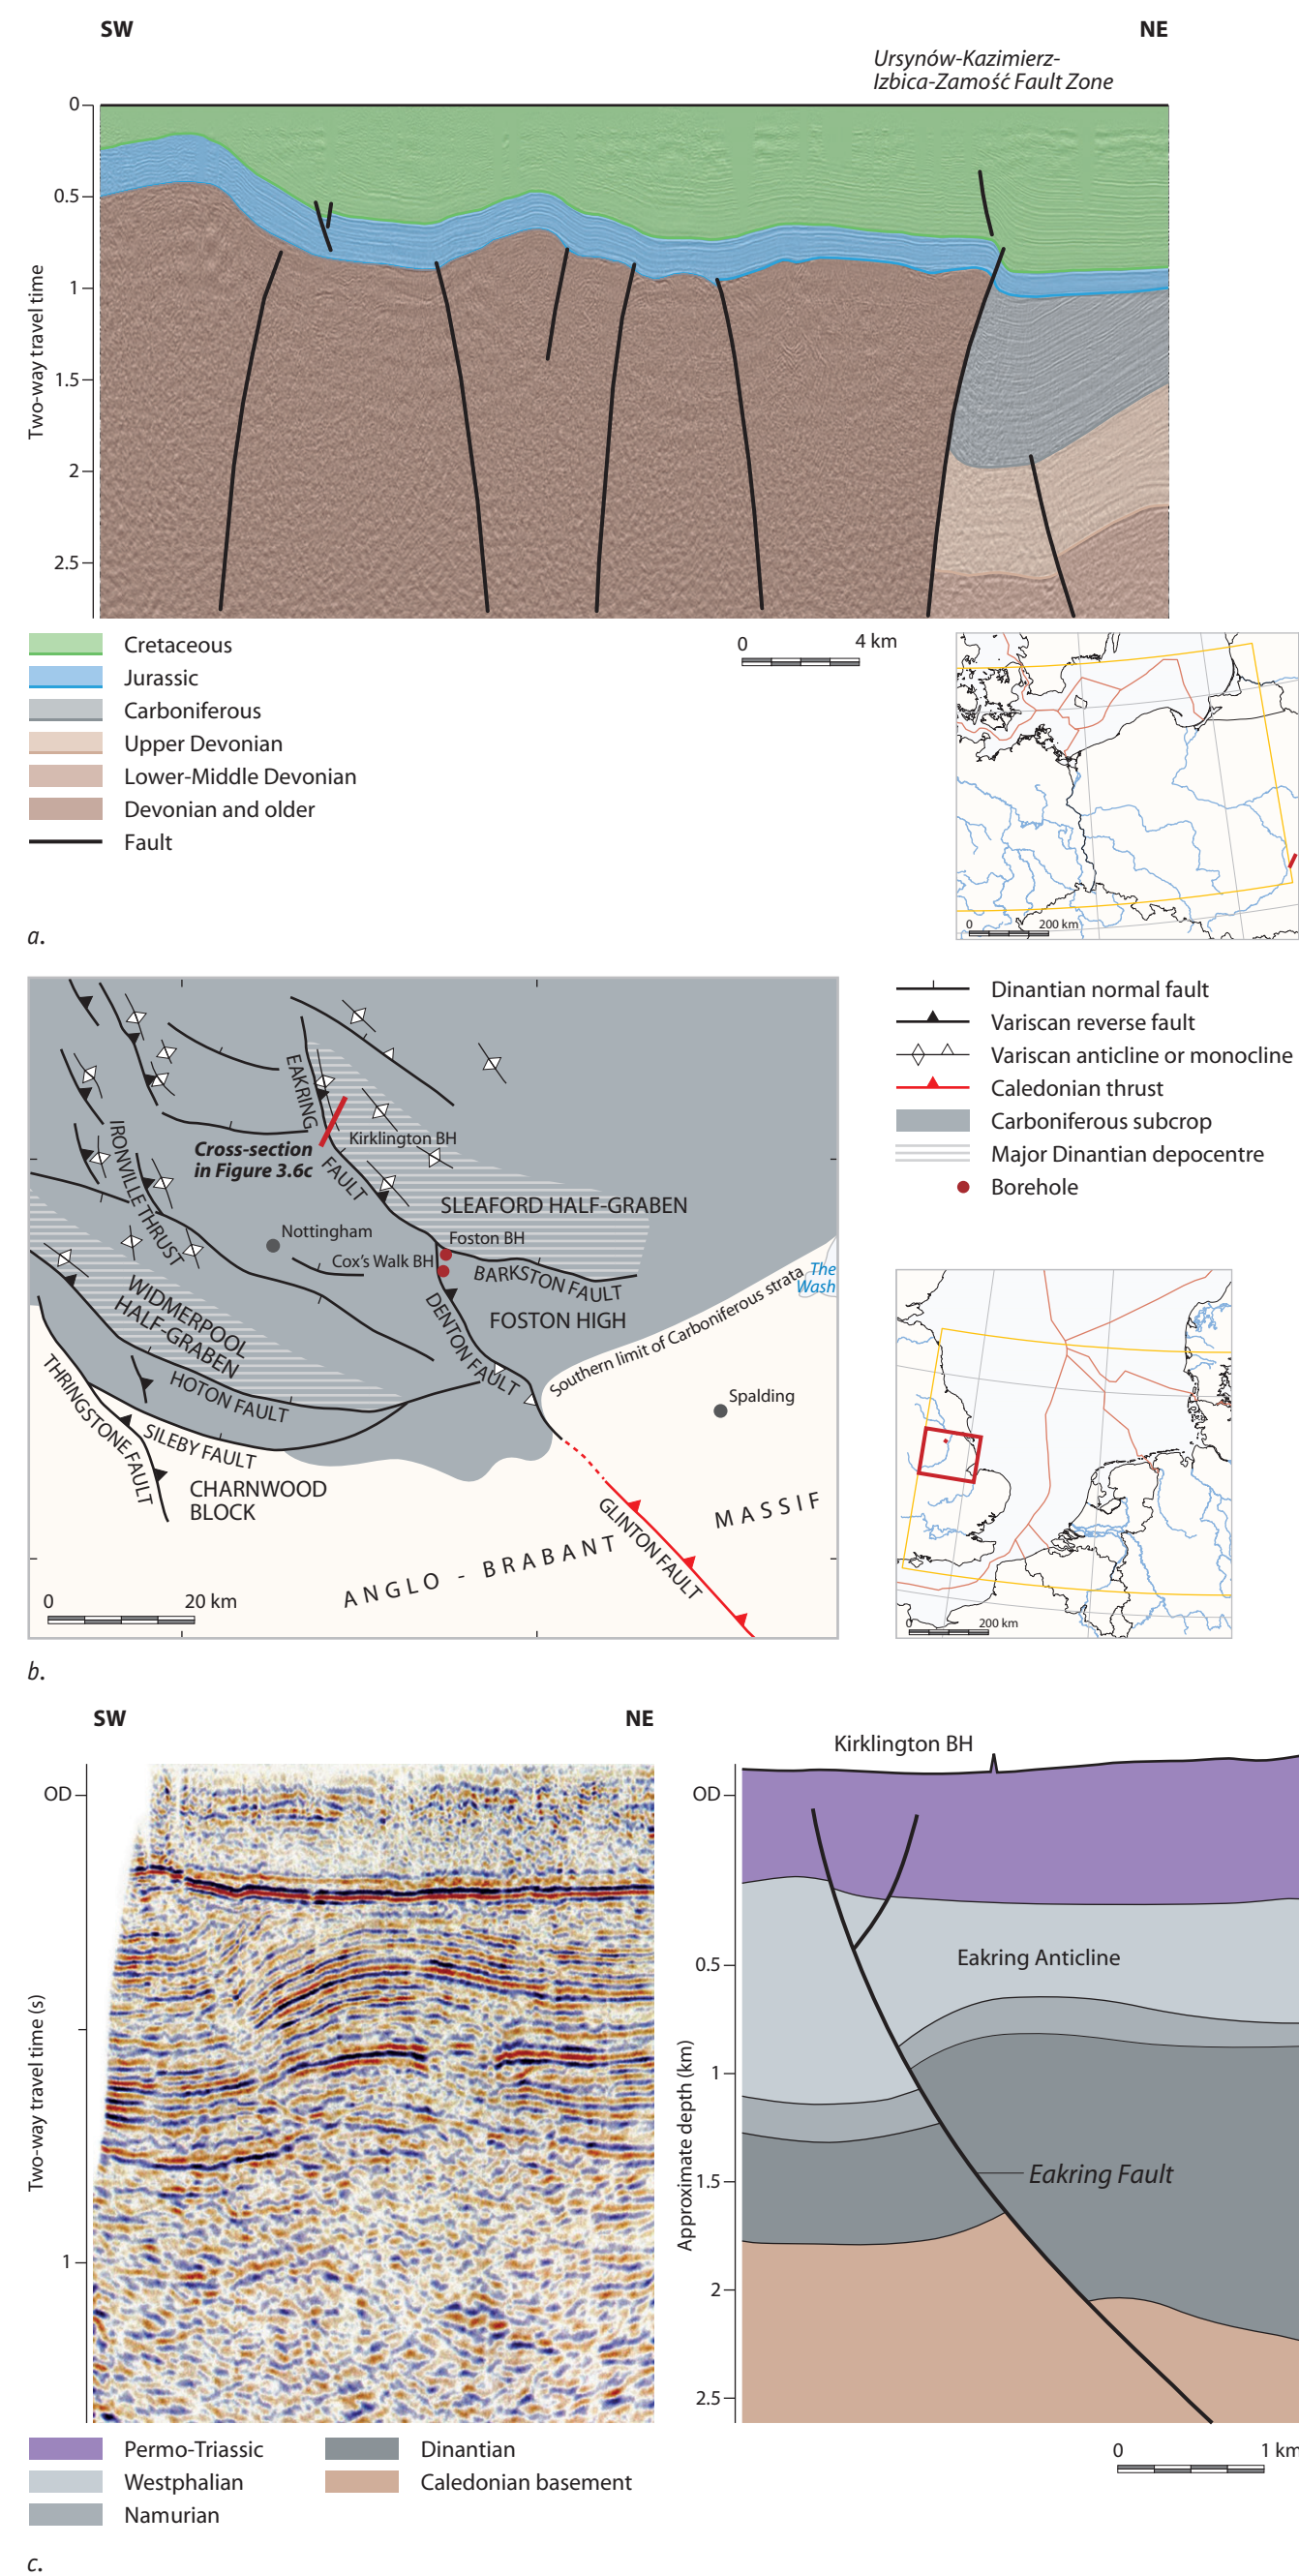 SW
NE
Ursynów-Kazimierz-
Izbica-Zamość Fault Zone
0
0.5
1
1.5
2
2.5
Two-way travel time
Cretaceous
Jurassic
Carboniferous
Upper Devonian
Lower-Middle Devonian
Devonian and older
Fault
0 4 km
0 200 km
a.
EAKRING
FAULT
IRONVILLE THRUST
Cross-section
in Figure 3.6c
Kirklington BH
SLEAFORD HALF-GRABEN
Nottingham
Foston BH
Cox's Walk BH
BARKSTON FAULT
The
Wash
WIDMERPOOL
HALF-GRABEN
DENTON FAULT
FOSTON HIGH
Southern limit of Carboniferous strata
HOTON FAULT
Spalding
THRINGSTONE FAULT
SILEBY FAULT
CHARNWOOD
BLOCK
GLINTON FAULT
ANGLO - BRABANT MASSIF
0 20 km
Dinantian normal fault
Variscan reverse fault
Variscan anticline or monocline
Caledonian thrust
Carboniferous subcrop
Major Dinantian depocentre
Borehole
0 200 km
b.
SW
NE
OD
1
Two-way travel time (s)
Kirklington BH
OD
0.5
1
1.5
2
2.5
Approximate depth (km)
Eakring Anticline
Eakring Fault
0 1 km
Permo-Triassic
Westphalian
Namurian
Dinantian
Caledonian basement
c.